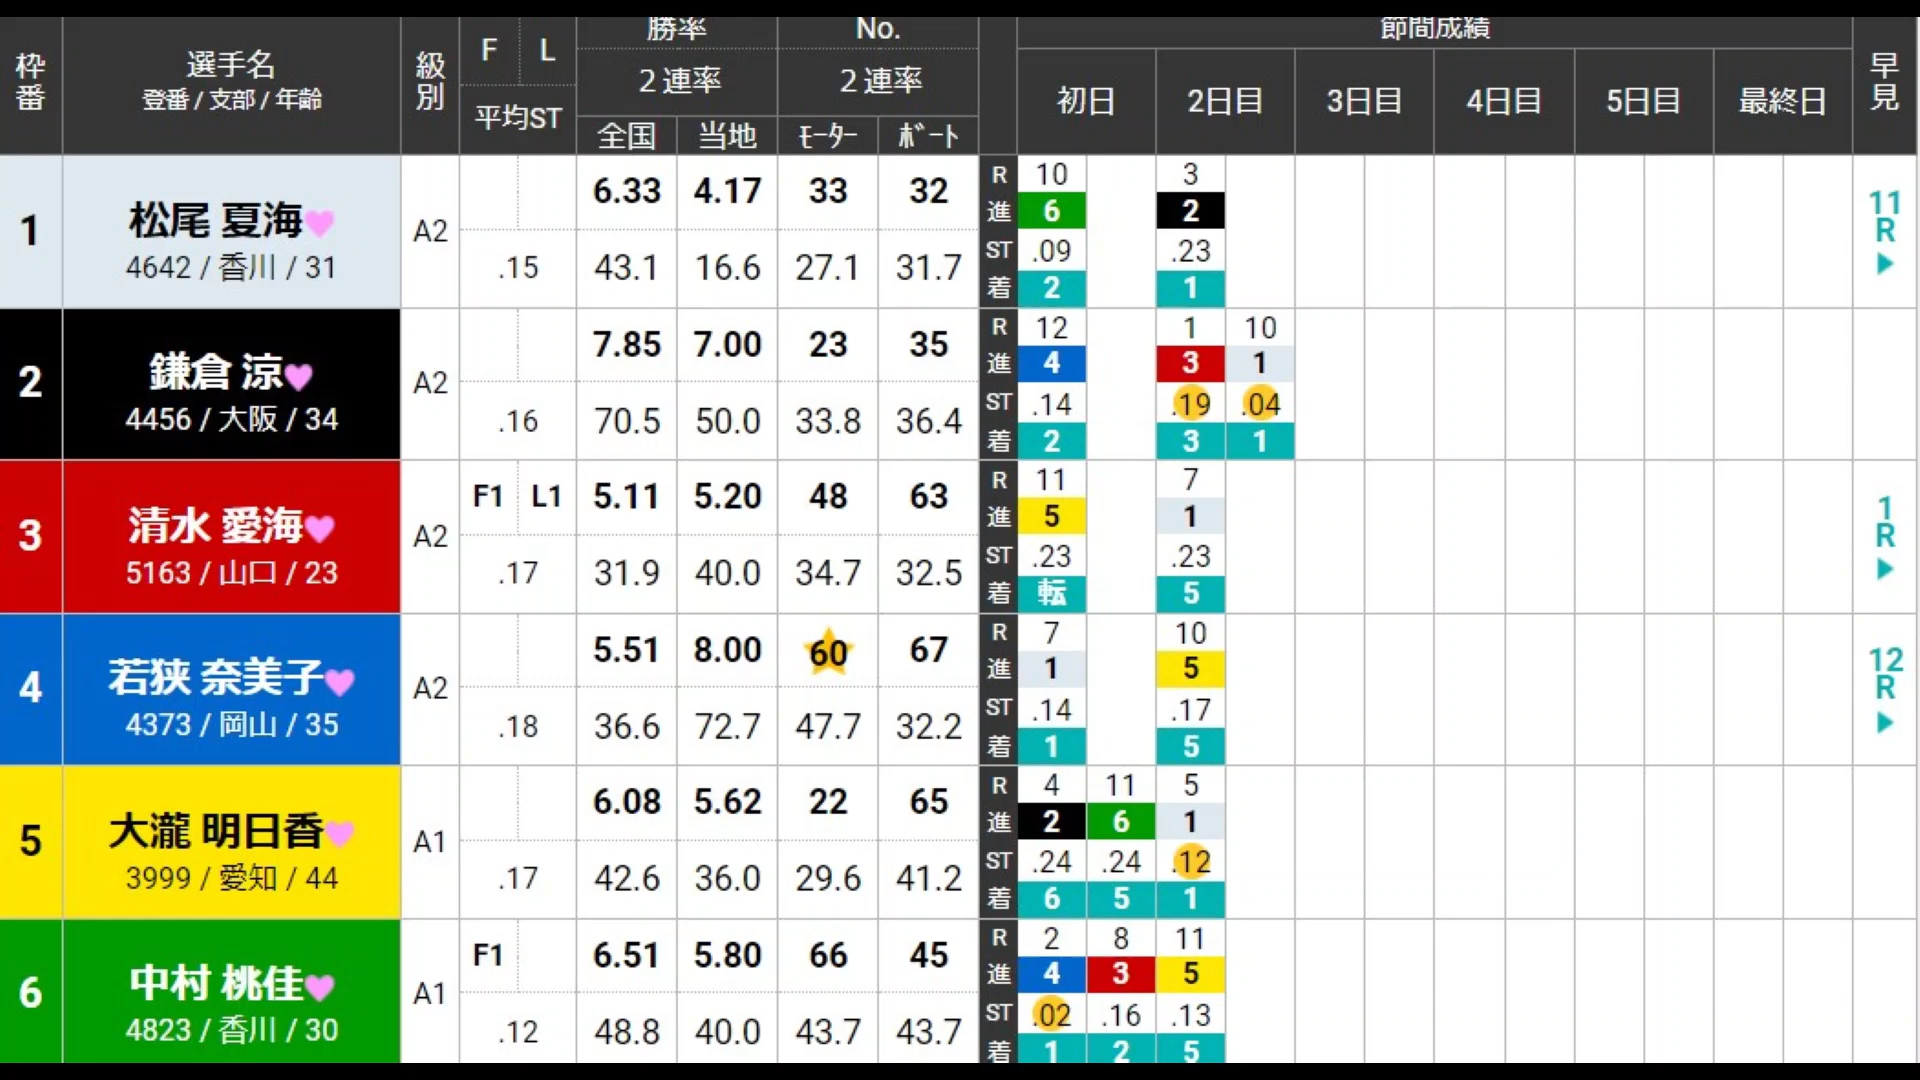 枠番 選手名 級別 F L 勝率 No. 節間成績 早見
登番 / 支部 / 年齢 平均ST 2連率 2連率 初日 2日目 3日目 4日目 5日目 最終日
全国 当地 ﾓｰﾀｰ ﾎﾞｰﾄ
1 松尾 夏海 A2 6.33 4.17 33 32 R 10 3 11R
進 6 2
4642 / 香川 / 31 .15 43.1 16.6 27.1 31.7 ST .09 .23
着 2 1
2 鎌倉 涼 A2 7.85 7.00 23 35 R 12 1 10
進 4 3 1
4456 / 大阪 / 34 .16 70.5 50.0 33.8 36.4 ST .14 .19 .04
着 2 3 1
3 清水 愛海 A2 F1 L1 5.11 5.20 48 63 R 11 7 1R
進 5 1
5163 / 山口 / 23 .17 31.9 40.0 34.7 32.5 ST .23 .23
着 転 5
4 若狭 奈美子 A2 5.51 8.00 60 67 R 7 10 12R
進 1 5
4373 / 岡山 / 35 .18 36.6 72.7 47.7 32.2 ST .14 .17
着 1 5
5 大瀧 明日香 A1 6.08 5.62 22 65 R 4 11 5
進 2 6 1
3999 / 愛知 / 44 .17 42.6 36.0 29.6 41.2 ST .24 .24 .12
着 6 5 1
6 中村 桃佳 A1 F1 6.51 5.80 66 45 R 2 8 11
進 4 3 5
4823 / 香川 / 30 .12 48.8 40.0 43.7 43.7 ST .02 .16 .13
着 1 2 5